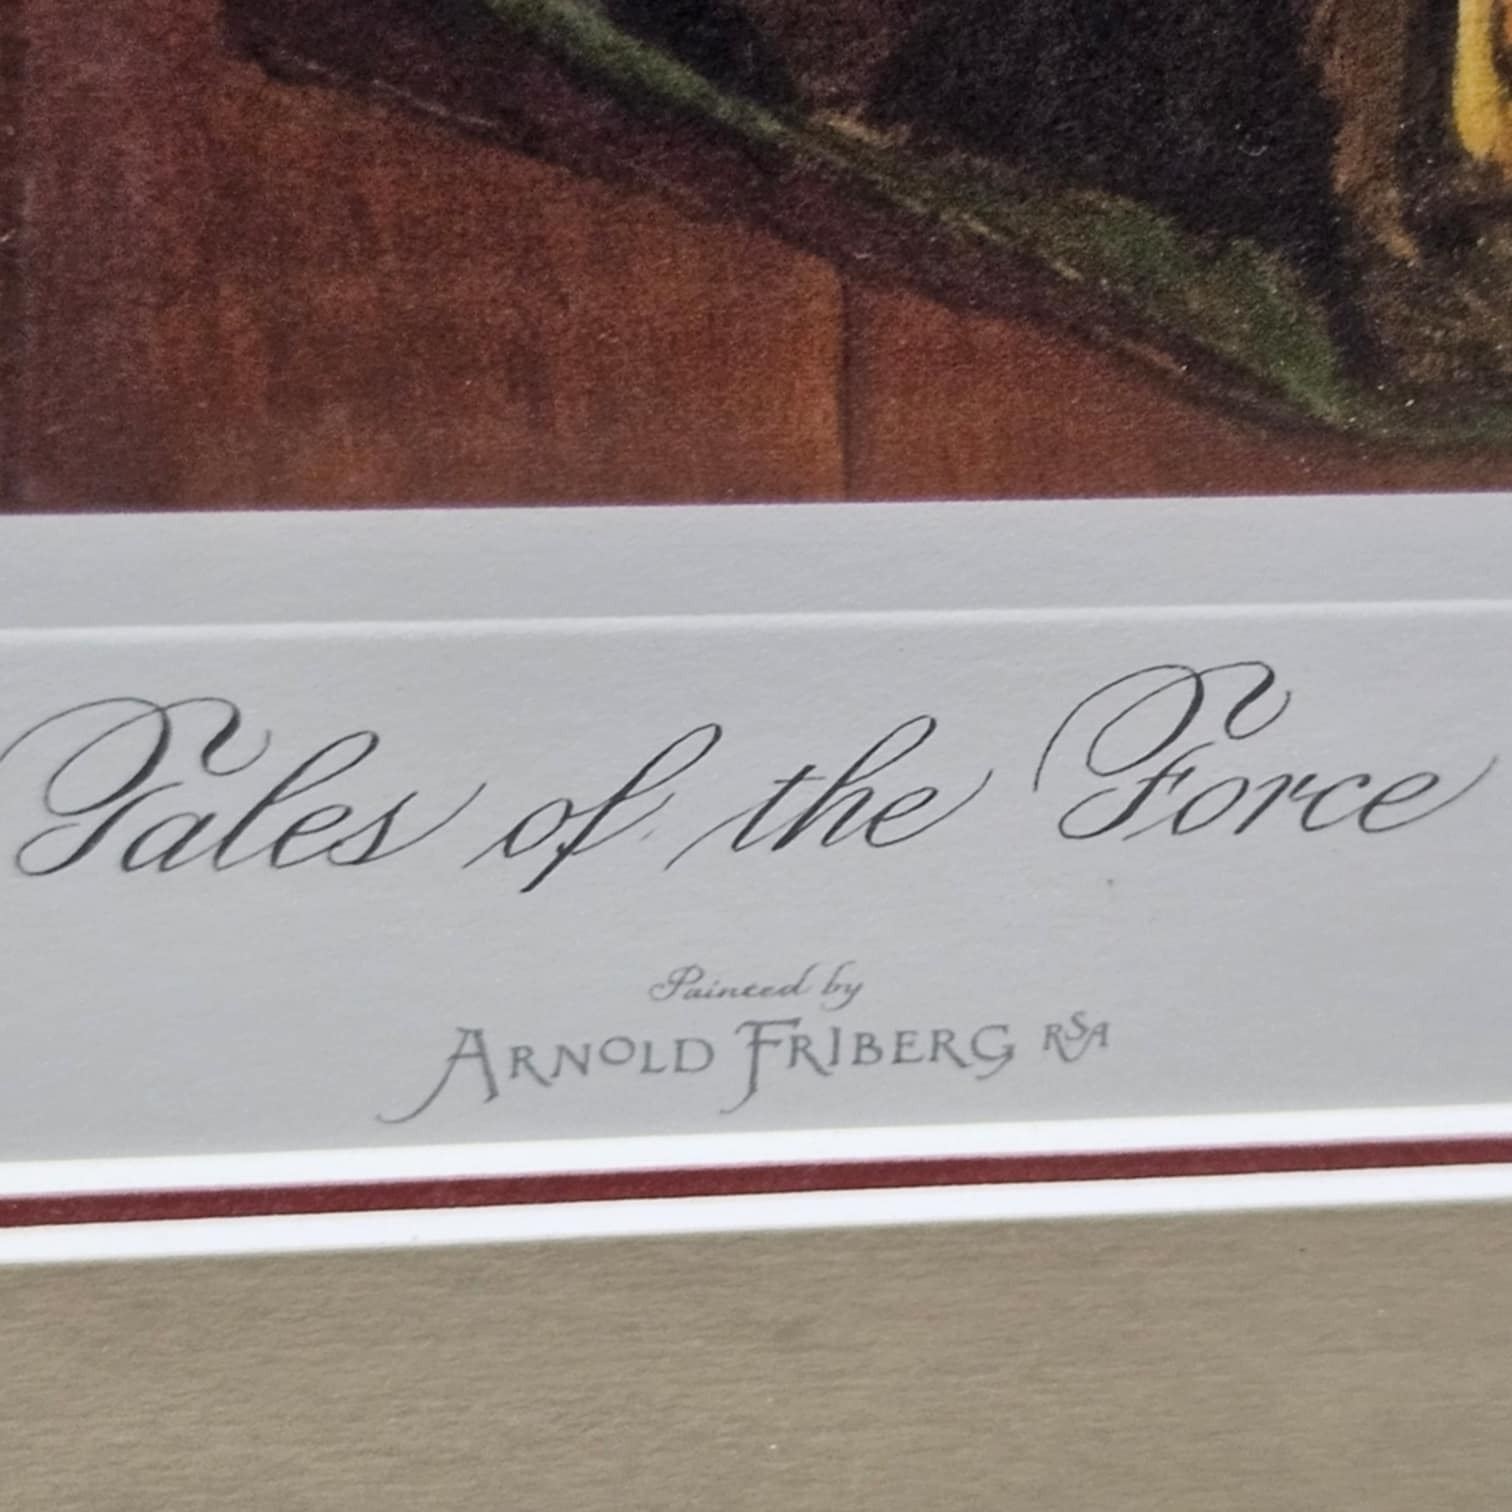 Tales of the Force
Painted by
ARNOLD FRIBERG RSA